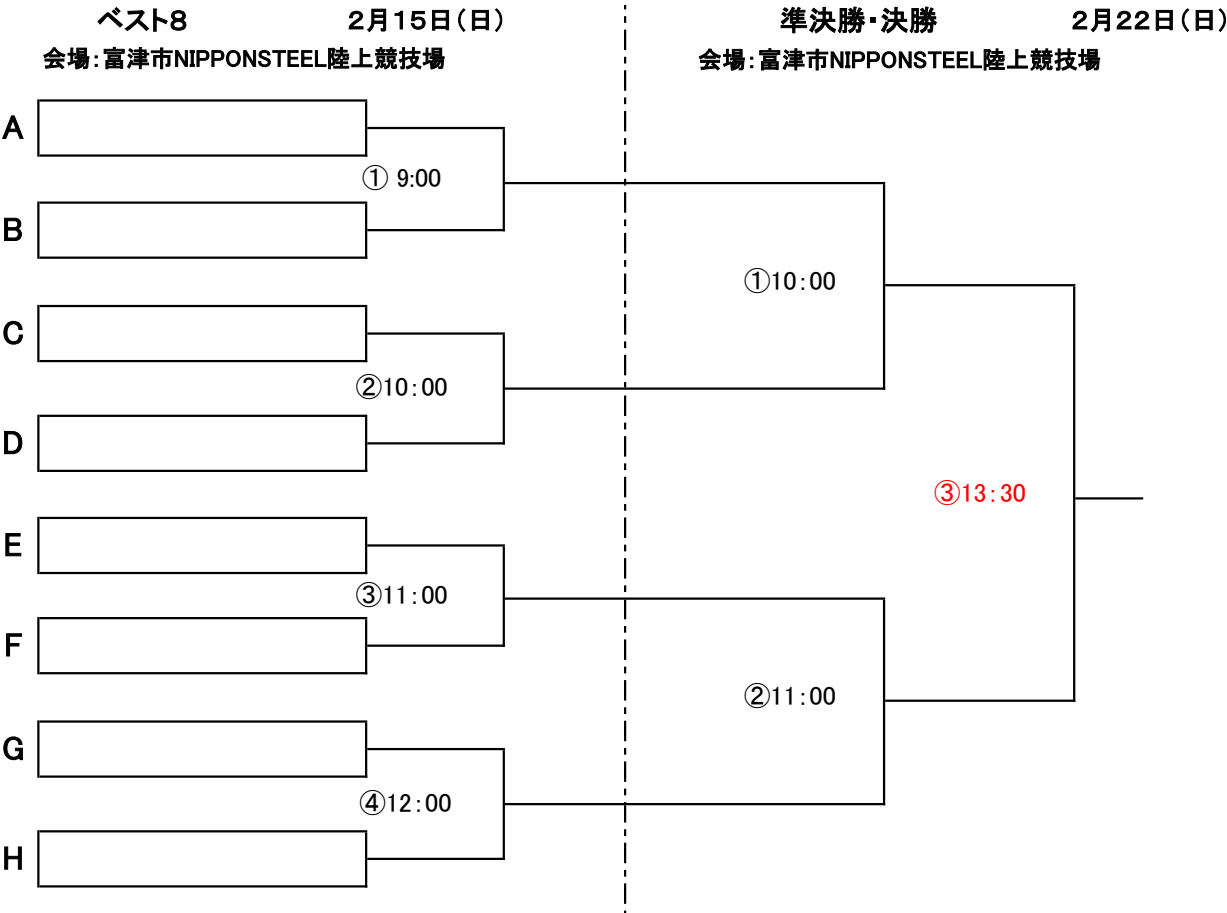 ベスト８　２月１５日（日）
会場：富津市NIPPONSTEEL陸上競技場
準決勝・決勝　２月２２日（日）
会場：富津市NIPPONSTEEL陸上競技場
A
① 9:00
B
C
②10：00
D
E
③11：00
F
G
④12：00
H
①10：00
③13：30
②11：00